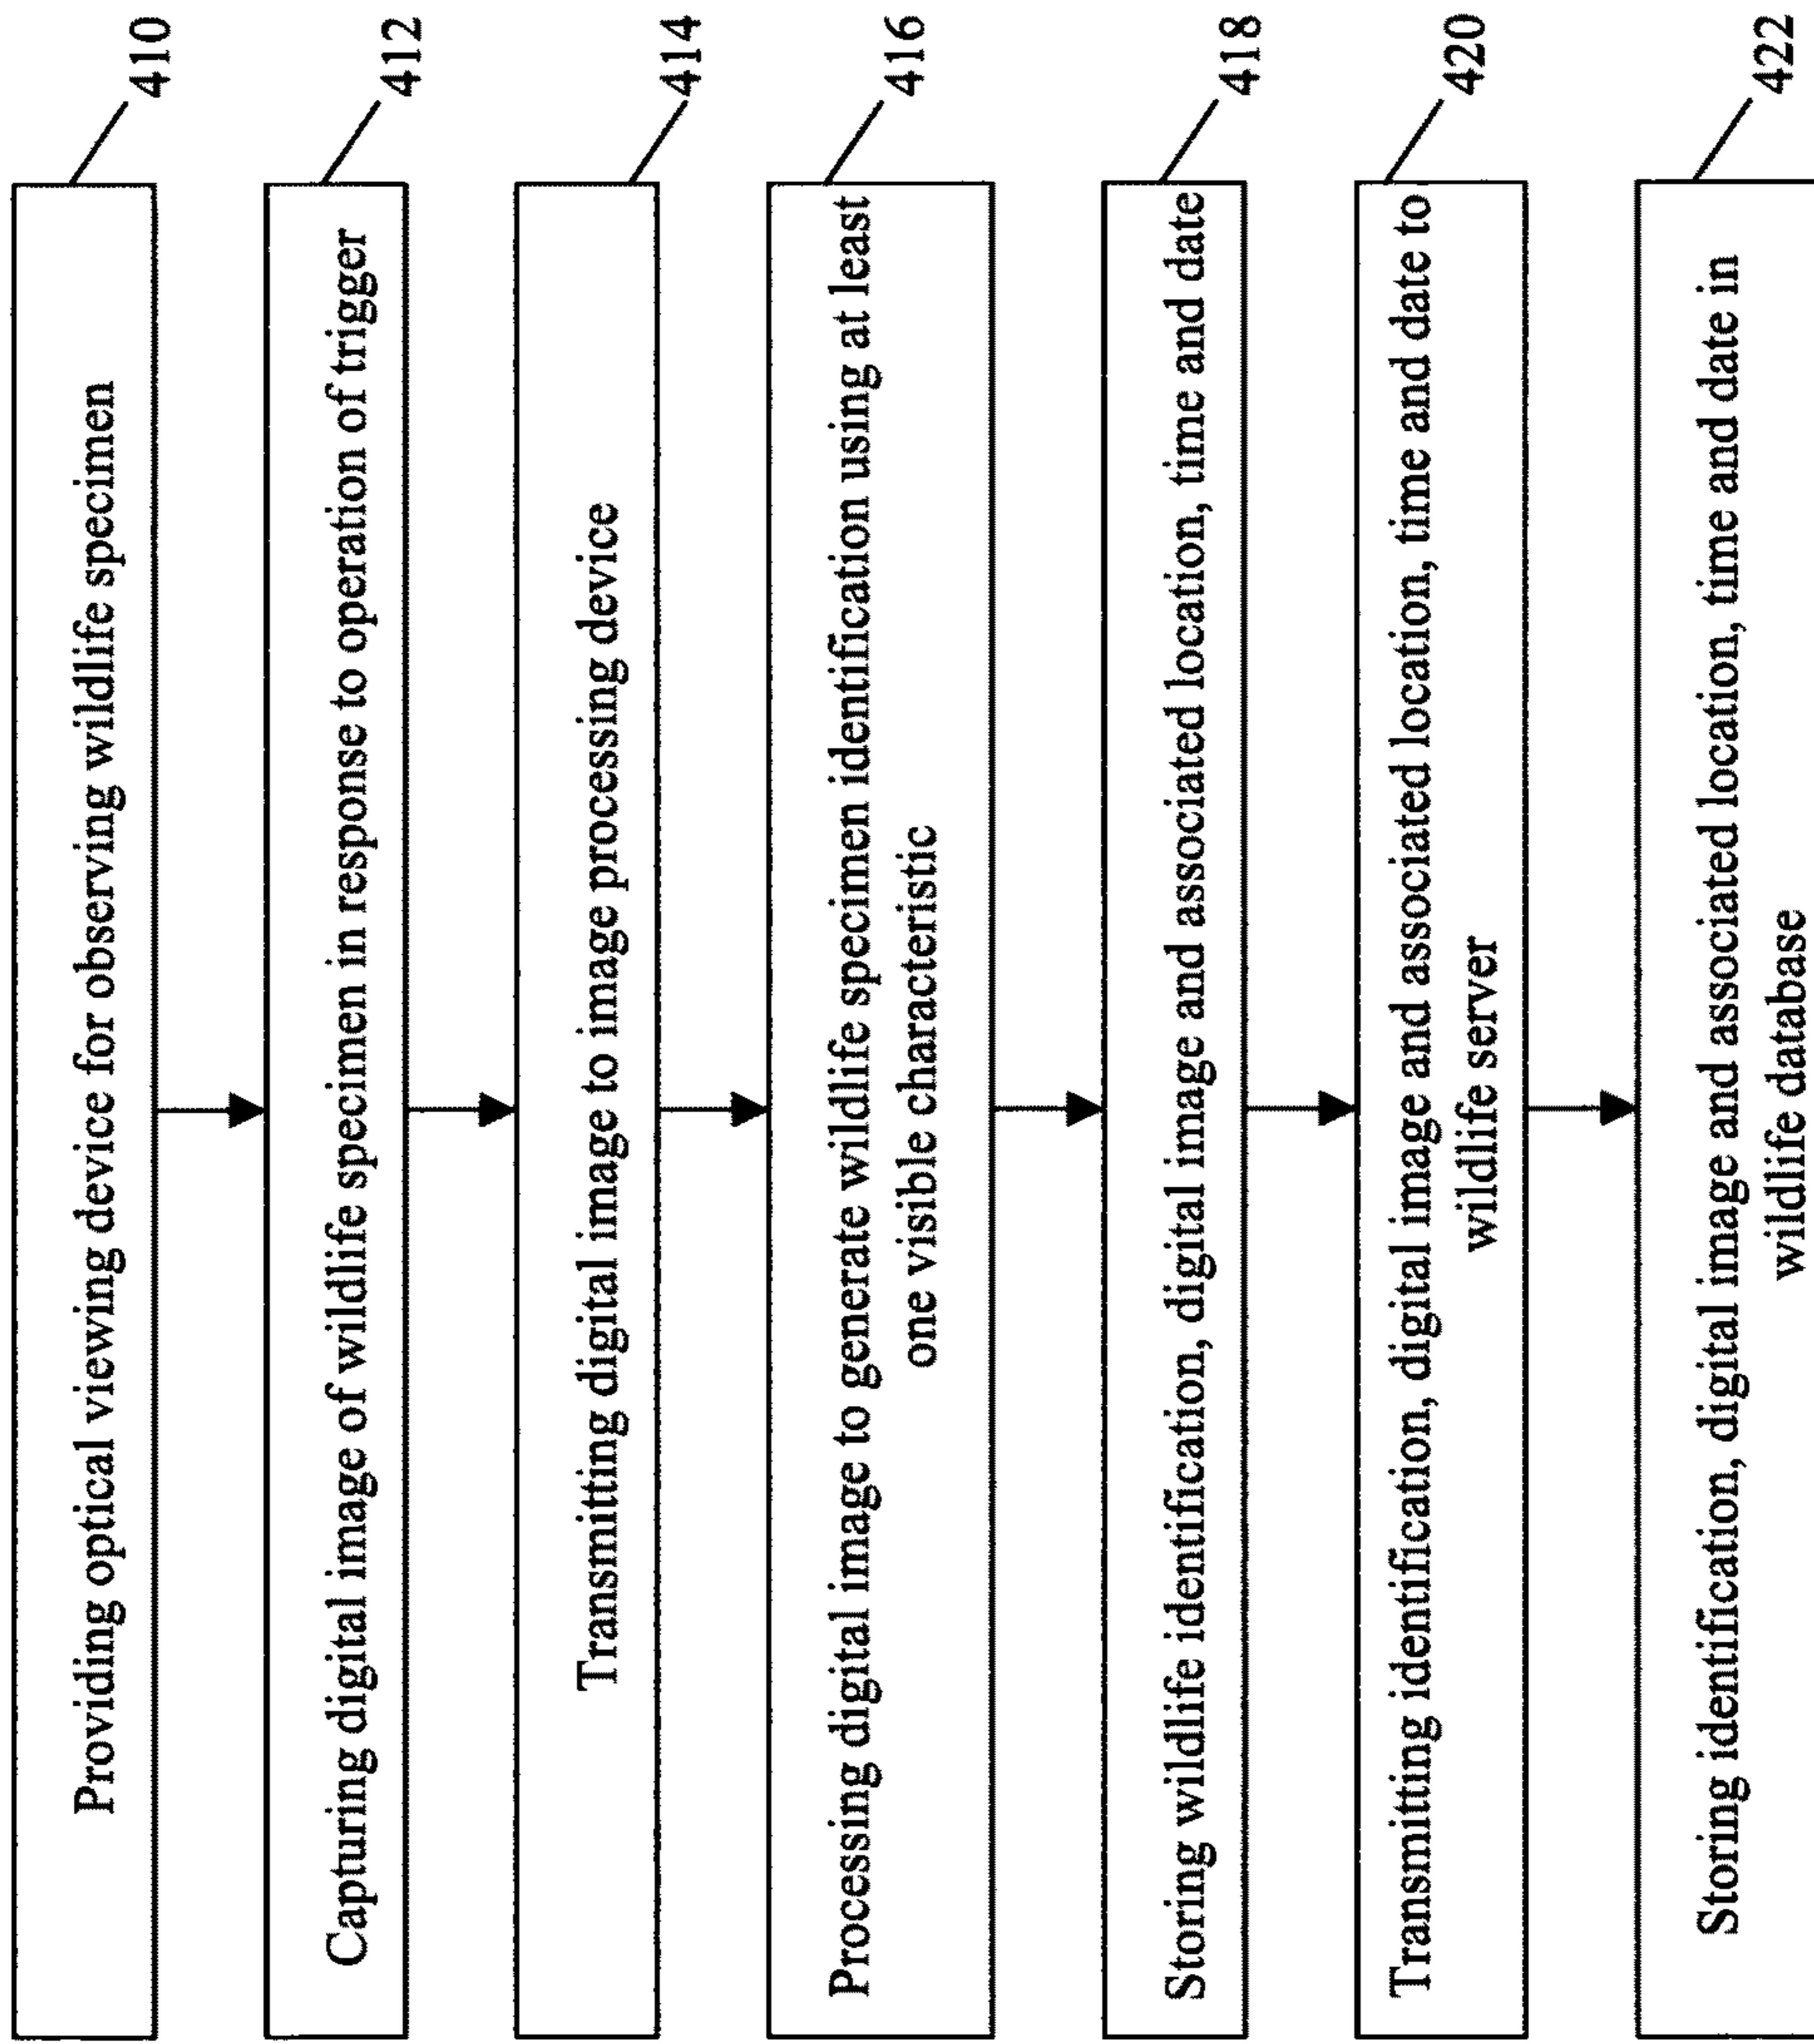 Providing optical viewing device for observing wildlife specimen
410
Capturing digital image of wildlife specimen in response to operation of trigger
412
Transmitting digital image to image processing device
414
Processing digital image to generate wildlife specimen identification using at least
one visible characteristic
416
Storing wildlife identification, digital image and associated location, time and date
418
Transmitting identification, digital image and associated location, time and date to
wildlife server
420
Storing identification, digital image and associated location, time and date in
wildlife database
422